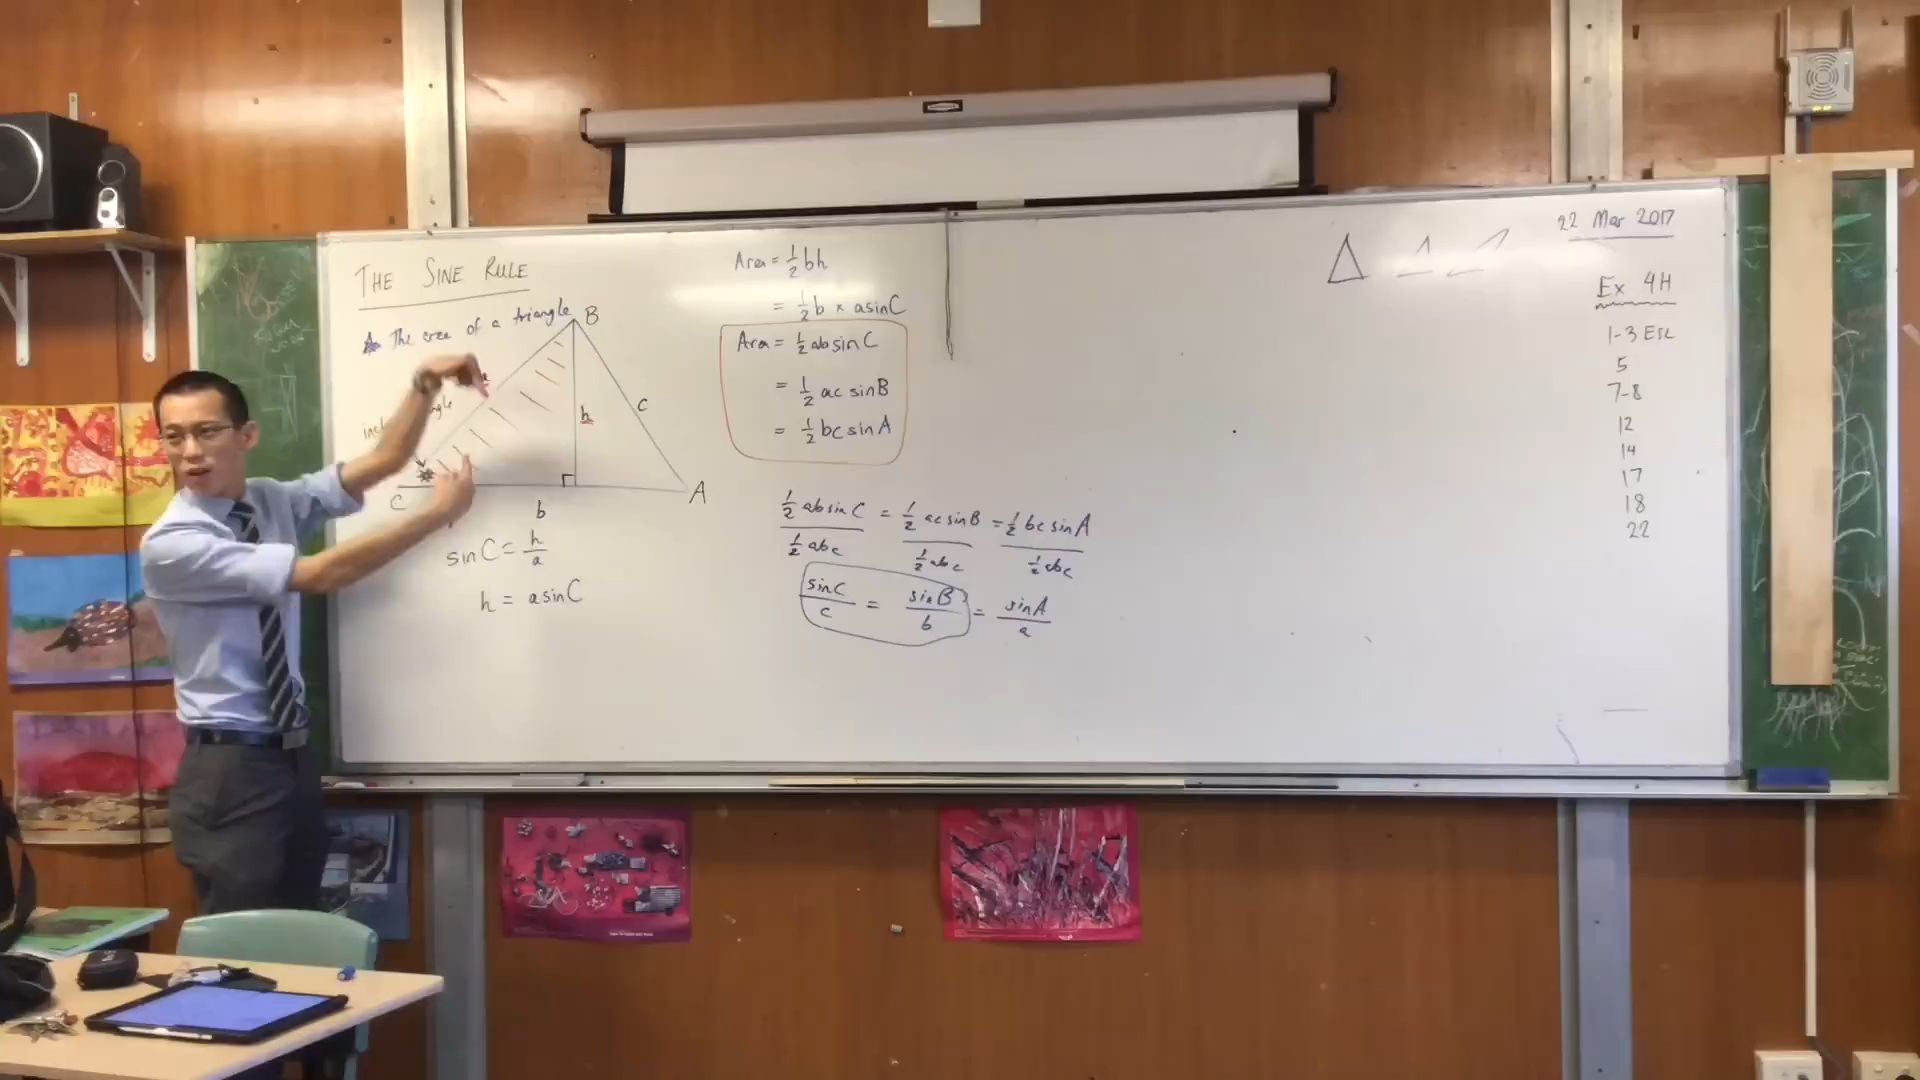 THE SINE RULE
The area of a triangle
B
h
c
C
b
A
sin C = h/a
h = a sin C
Area = 1/2 bh
= 1/2 b × a sin C
Area = 1/2 ab sin C
= 1/2 ac sin B
= 1/2 bc sin A
1/2 ab sin C / 1/2 abc = 1/2 ac sin B / 1/2 abc = 1/2 bc sin A / 1/2 abc
sin C / c = sin B / b = sin A / a
22 Mar 2017
Ex 4H
1-3 Esc
5
7-8
12
14
17
18
22